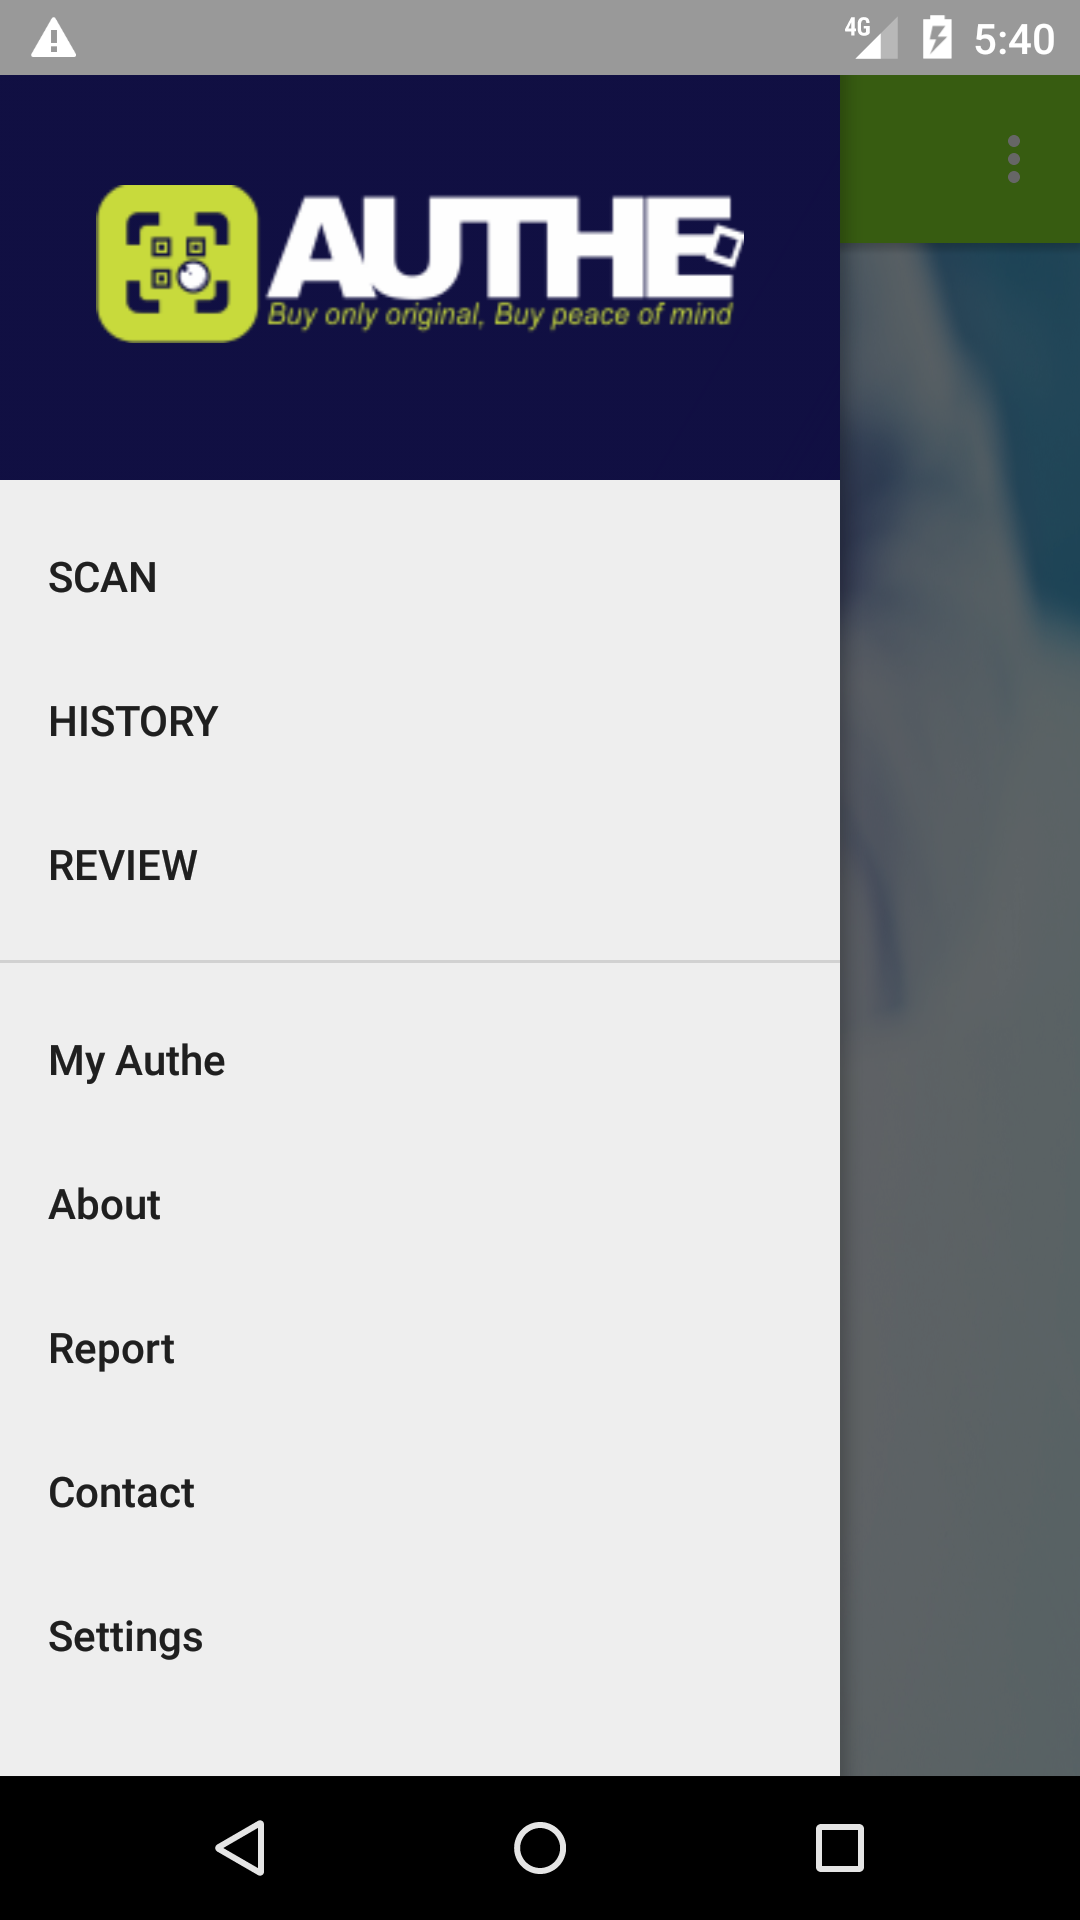 4G 5:40
AUTHE
Buy only original, Buy peace of mind
SCAN
HISTORY
REVIEW
My Authe
About
Report
Contact
Settings